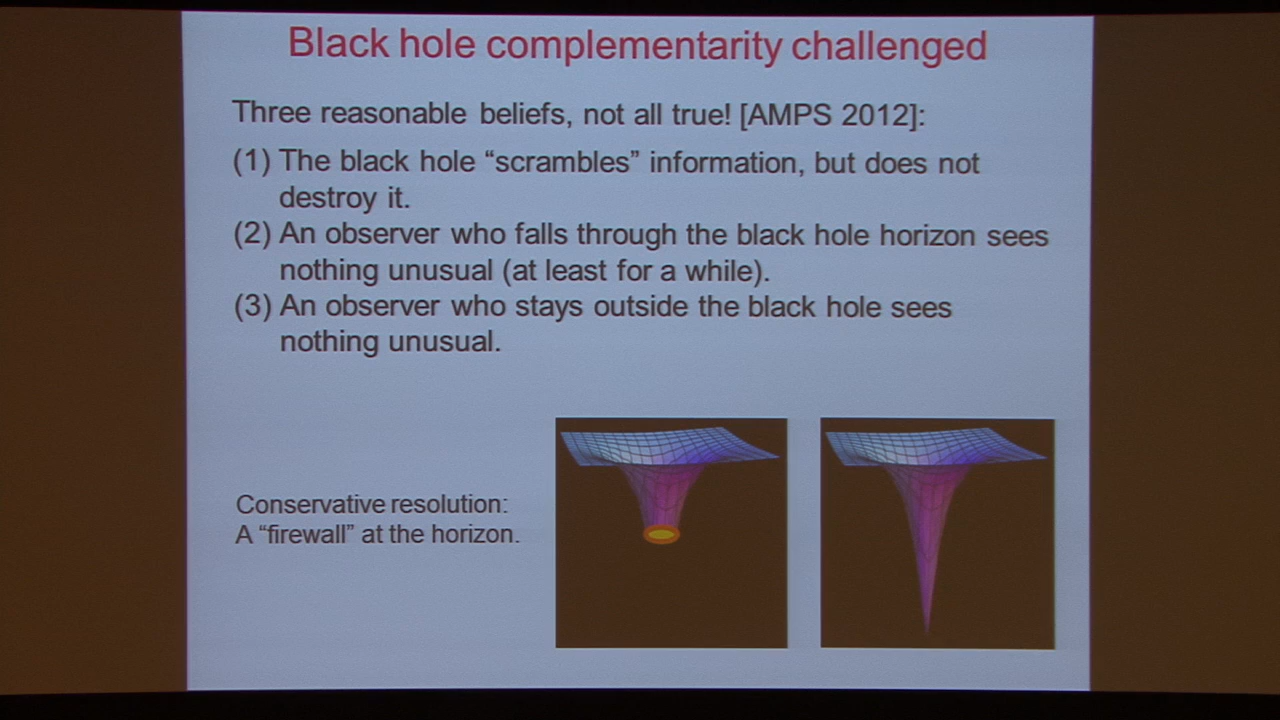 Black hole complementarity challenged
Three reasonable beliefs, not all true! [AMPS 2012]:
(1) The black hole “scrambles” information, but does not
destroy it.
(2) An observer who falls through the black hole horizon sees
nothing unusual (at least for a while).
(3) An observer who stays outside the black hole sees
nothing unusual.
Conservative resolution:
A “firewall” at the horizon.